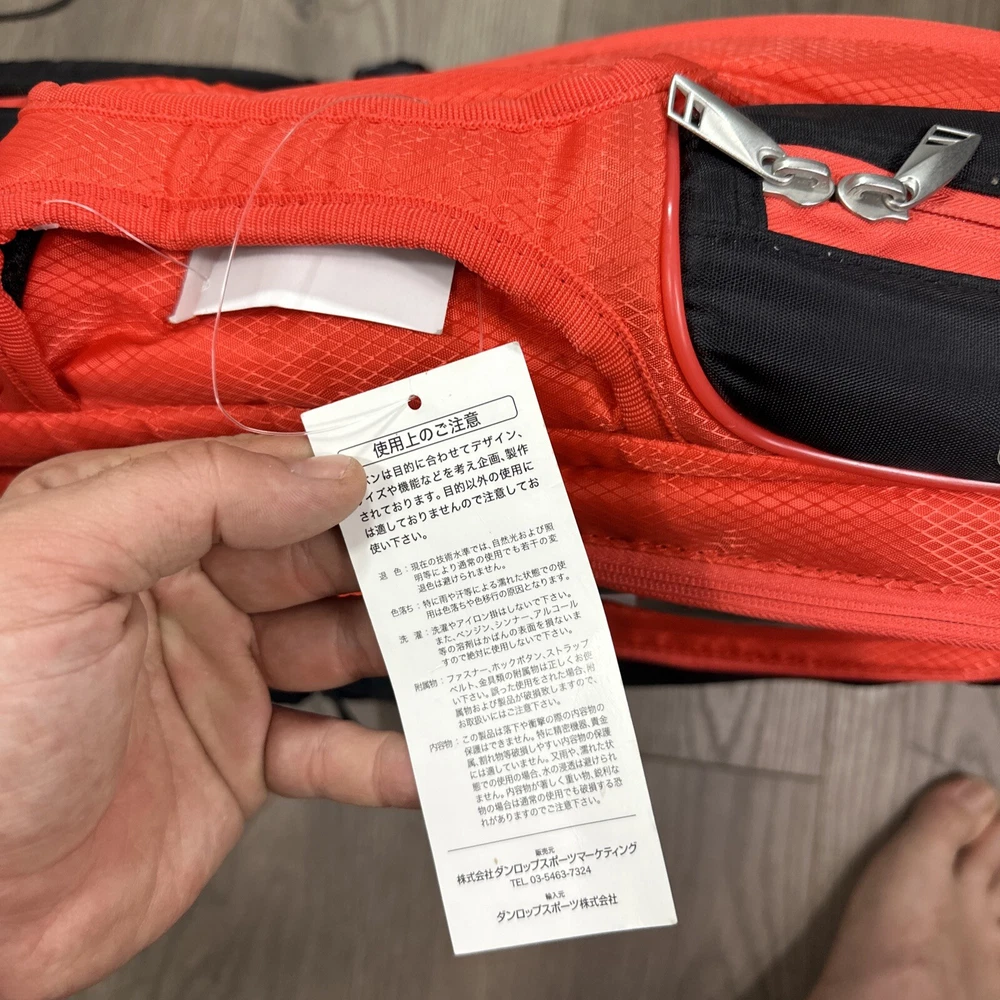 使用上のご注意
は目的に合わせてデザイン、
イズや機能などを考え企画、製作
されております。目的以外の使用に
は適しておりませんので注意してお
使い下さい。
退 色：現在の技術水準では、自然光および照
明等により通常の使用でも若干の変
退色は避けられません。
色落ち：特に雨や汗等による濡れた状態での使
用は色落ちや色移行の原因となります。
洗 濯：洗濯やアイロン掛はしないで下さい。
また、ベンジン、シンナー、アルコール
等の溶剤はかばんの表面を損ないま
すので絶対に使用しないで下さい。
附属物：ファスナー、ホックボタン、ストラップ
ベルト、金具類の附属物は正しくお使
い下さい。誤った使用をされた場合、附
属物および製品が破損致しますので、
お取扱いにはご注意下さい。
内容物：この製品は落下や衝撃の際の内容物の
保護はできません。特に精密機器、貴金
属、割れ物等破損しやすい内容物の保護
には適していません。又雨や、濡れた状
態での使用の場合、水の浸透は避けられ
ません。内容物が著しく重い物、鋭利な
物の場合は通常の使用でも破損する恐
れがありますのでご注意下さい。
販売元
株式会社ダンロップスポーツマーケティング
TEL. 03-5463-7324
輸入元
ダンロップスポーツ株式会社